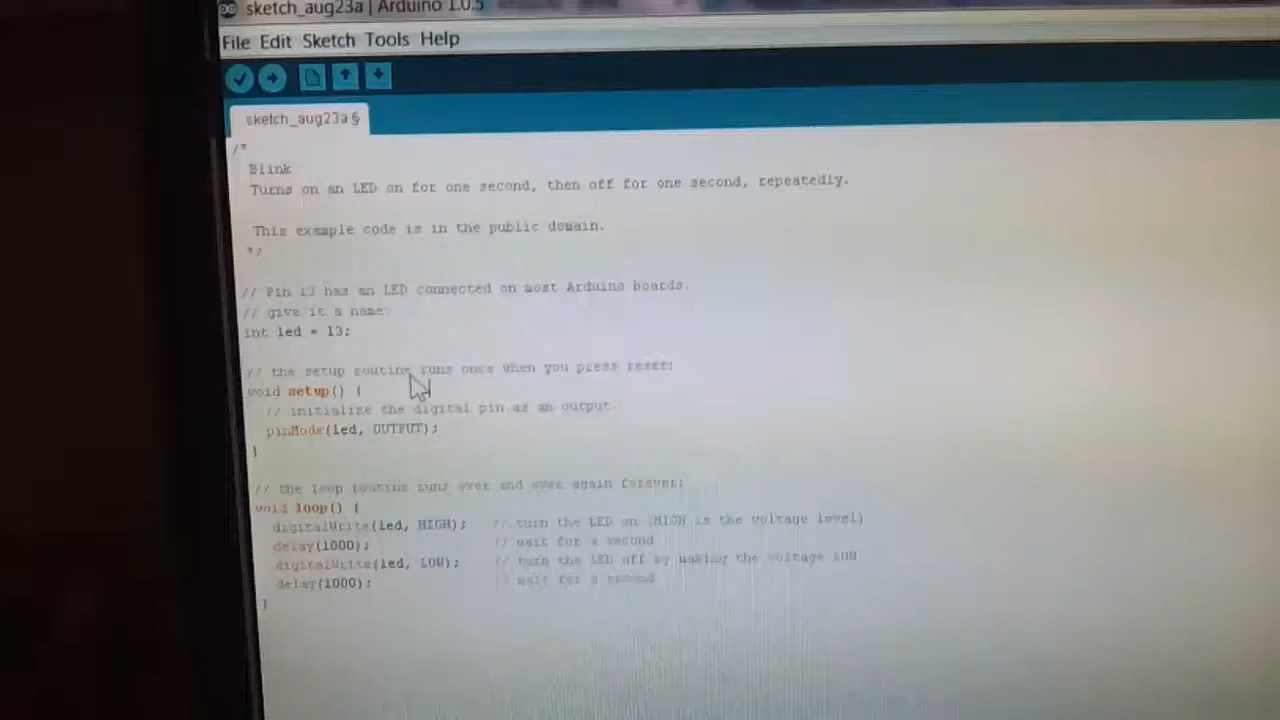 sketch_aug23a | Arduino 1.0.5
File Edit Sketch Tools Help
sketch_aug23a §
/*
Blink
Turns on an LED on for one second, then off for one second, repeatedly.
This example code is in the public domain.
*/
// Pin 13 has an LED connected on most Arduino boards.
// give it a name:
int led = 13;
// the setup routine runs once when you press reset:
void setup() {
// initialize the digital pin as an output.
pinMode(led, OUTPUT);
}
// the loop routine runs over and over again forever:
void loop() {
digitalWrite(led, HIGH); // turn the LED on (HIGH is the voltage level)
delay(1000); // wait for a second
digitalWrite(led, LOW); // turn the LED off by making the voltage LOW
delay(1000); // wait for a second
}